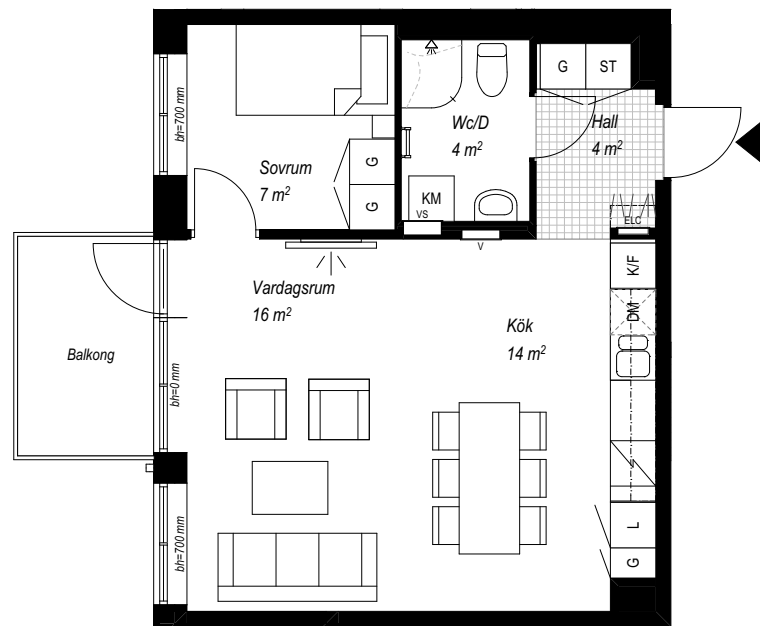 G
ST
bh=700 mm
Wc/D
4 m²
Hall
4 m²
Sovrum
7 m²
G
G
KM
VS
ELC
V
K/F
Vardagsrum
16 m²
DM
Kök
14 m²
Balkong
bh=0 mm
bh=700 mm
L
G